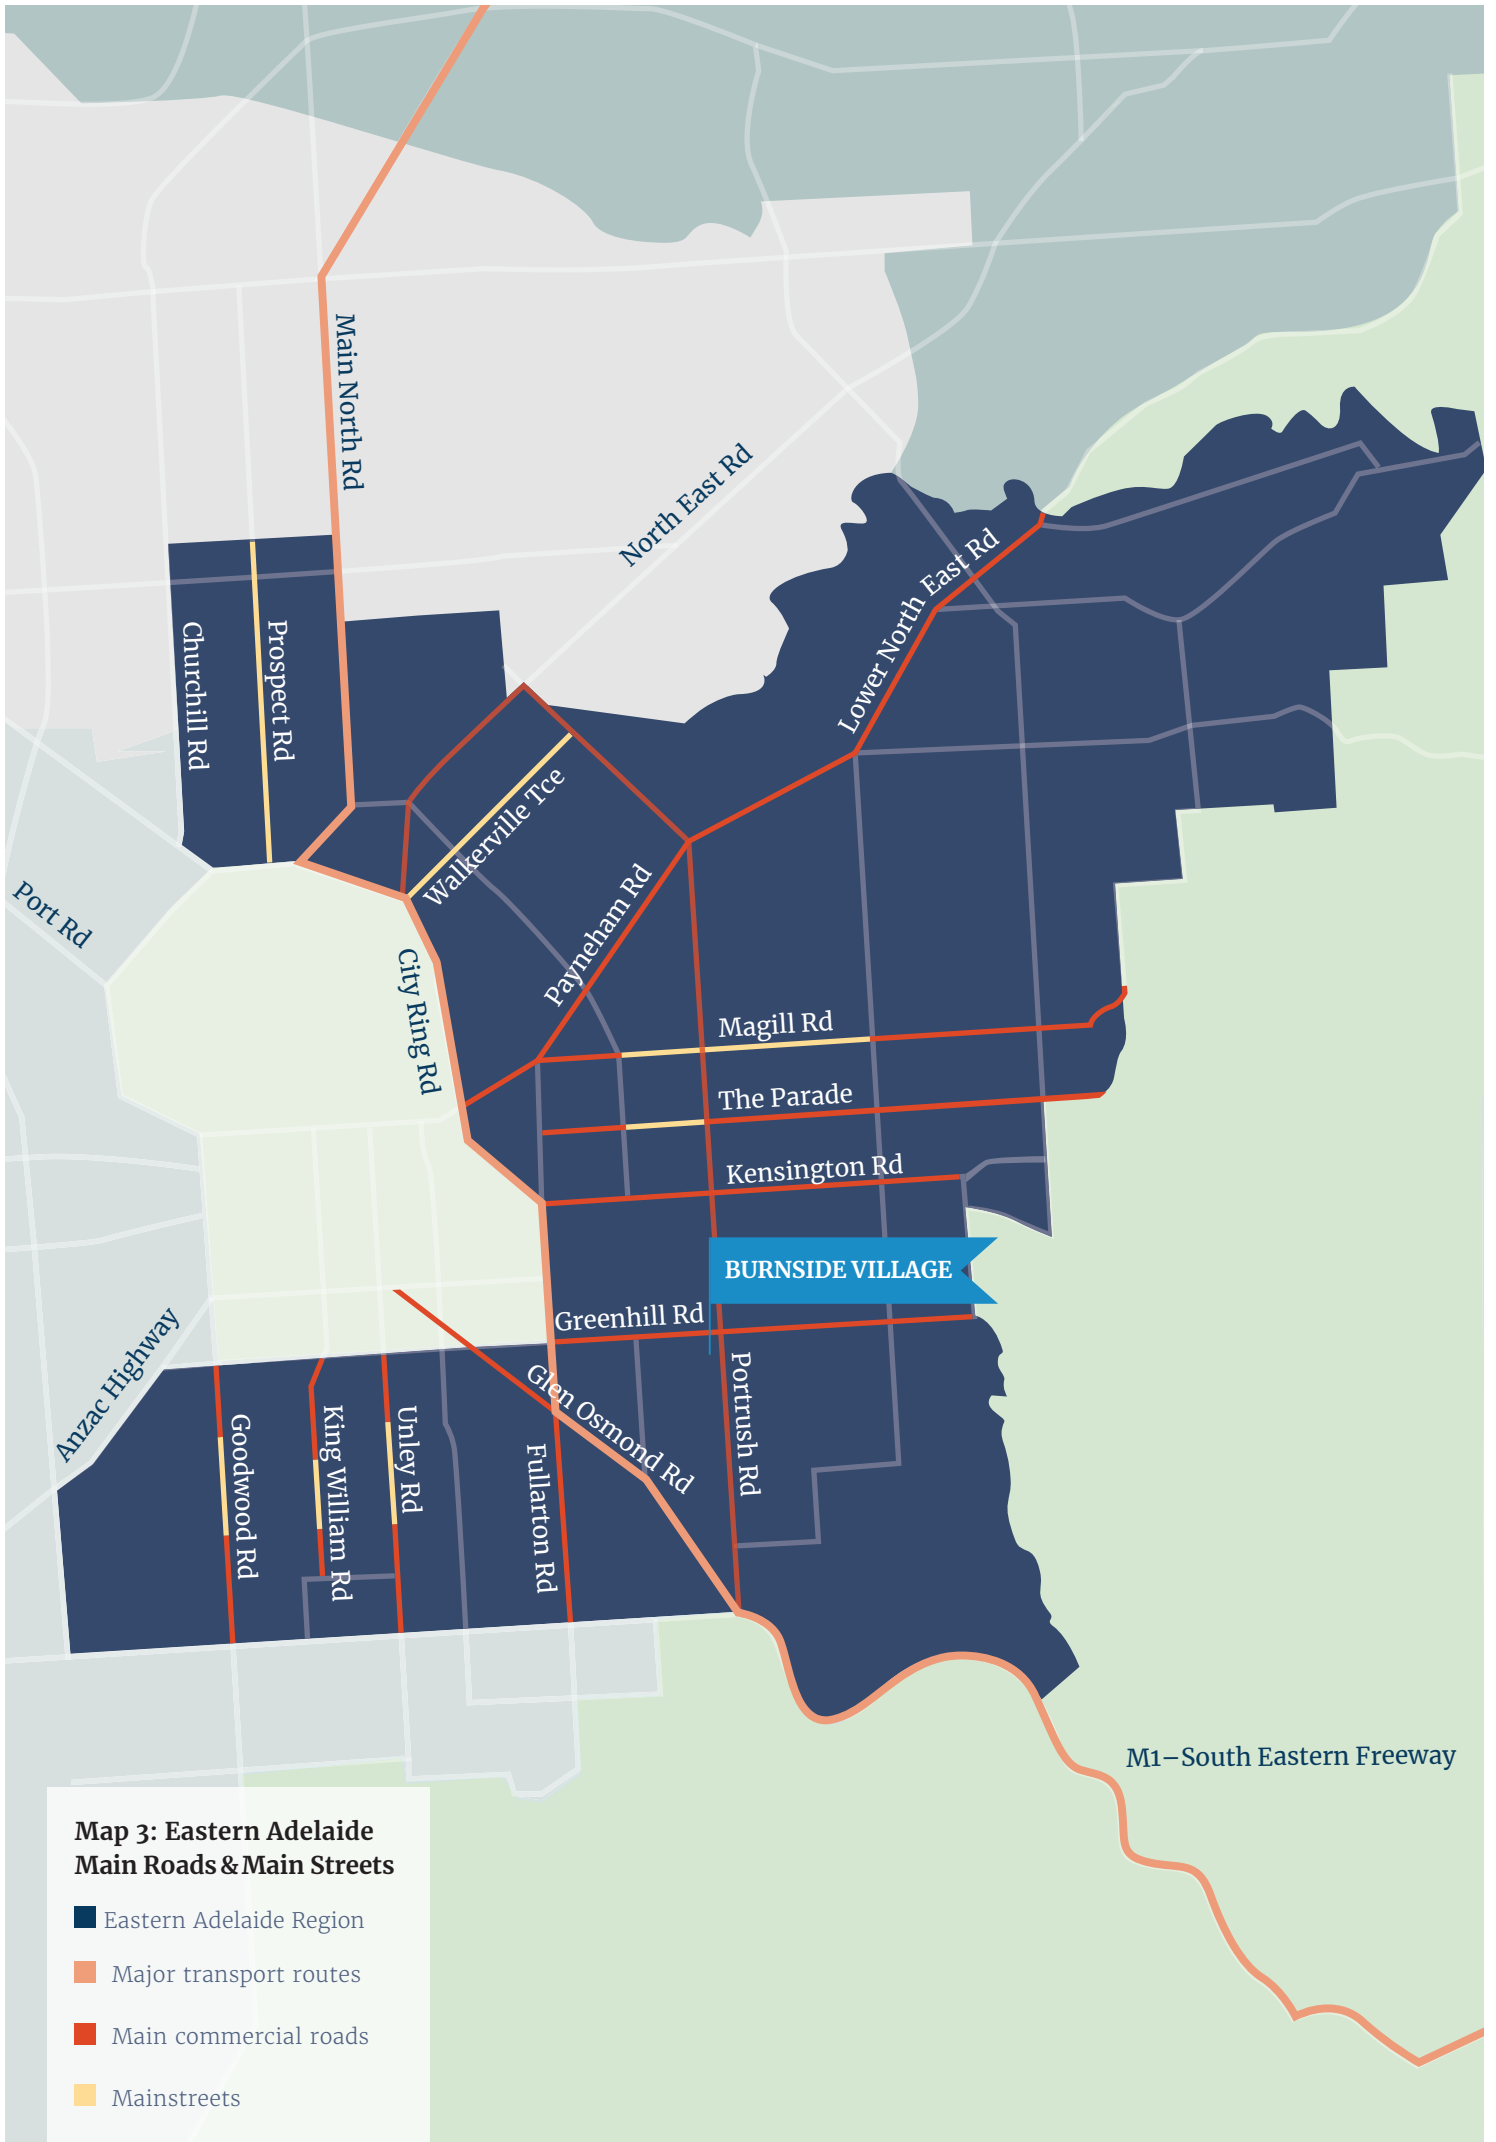 Main North Rd
North East Rd
Lower North East Rd
Churchill Rd
Prospect Rd
Walkerville Tce
Port Rd
Payneham Rd
City Ring Rd
Magill Rd
The Parade
Kensington Rd
BURNSIDE VILLAGE
Greenhill Rd
Anzac Highway
Glen Osmond Rd
Portrush Rd
Goodwood Rd
King William Rd
Unley Rd
Fullarton Rd
M1–South Eastern Freeway
Map 3: Eastern Adelaide
Main Roads & Main Streets
Eastern Adelaide Region
Major transport routes
Main commercial roads
Mainstreets